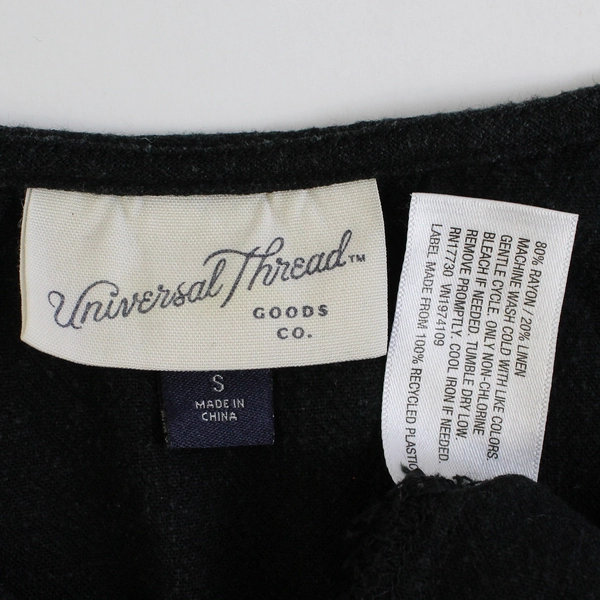 Universal Thread™
GOODS
CO.
S
MADE IN
CHINA
80% RAYON / 20% LINEN
MACHINE WASH COLD WITH LIKE COLORS
GENTLE CYCLE. ONLY NON-CHLORINE
BLEACH IF NEEDED. TUMBLE DRY LOW.
REMOVE PROMPTLY. COOL IRON IF NEEDED.
RN17730 VN1974109
LABEL MADE FROM 100% RECYCLED PLASTIC